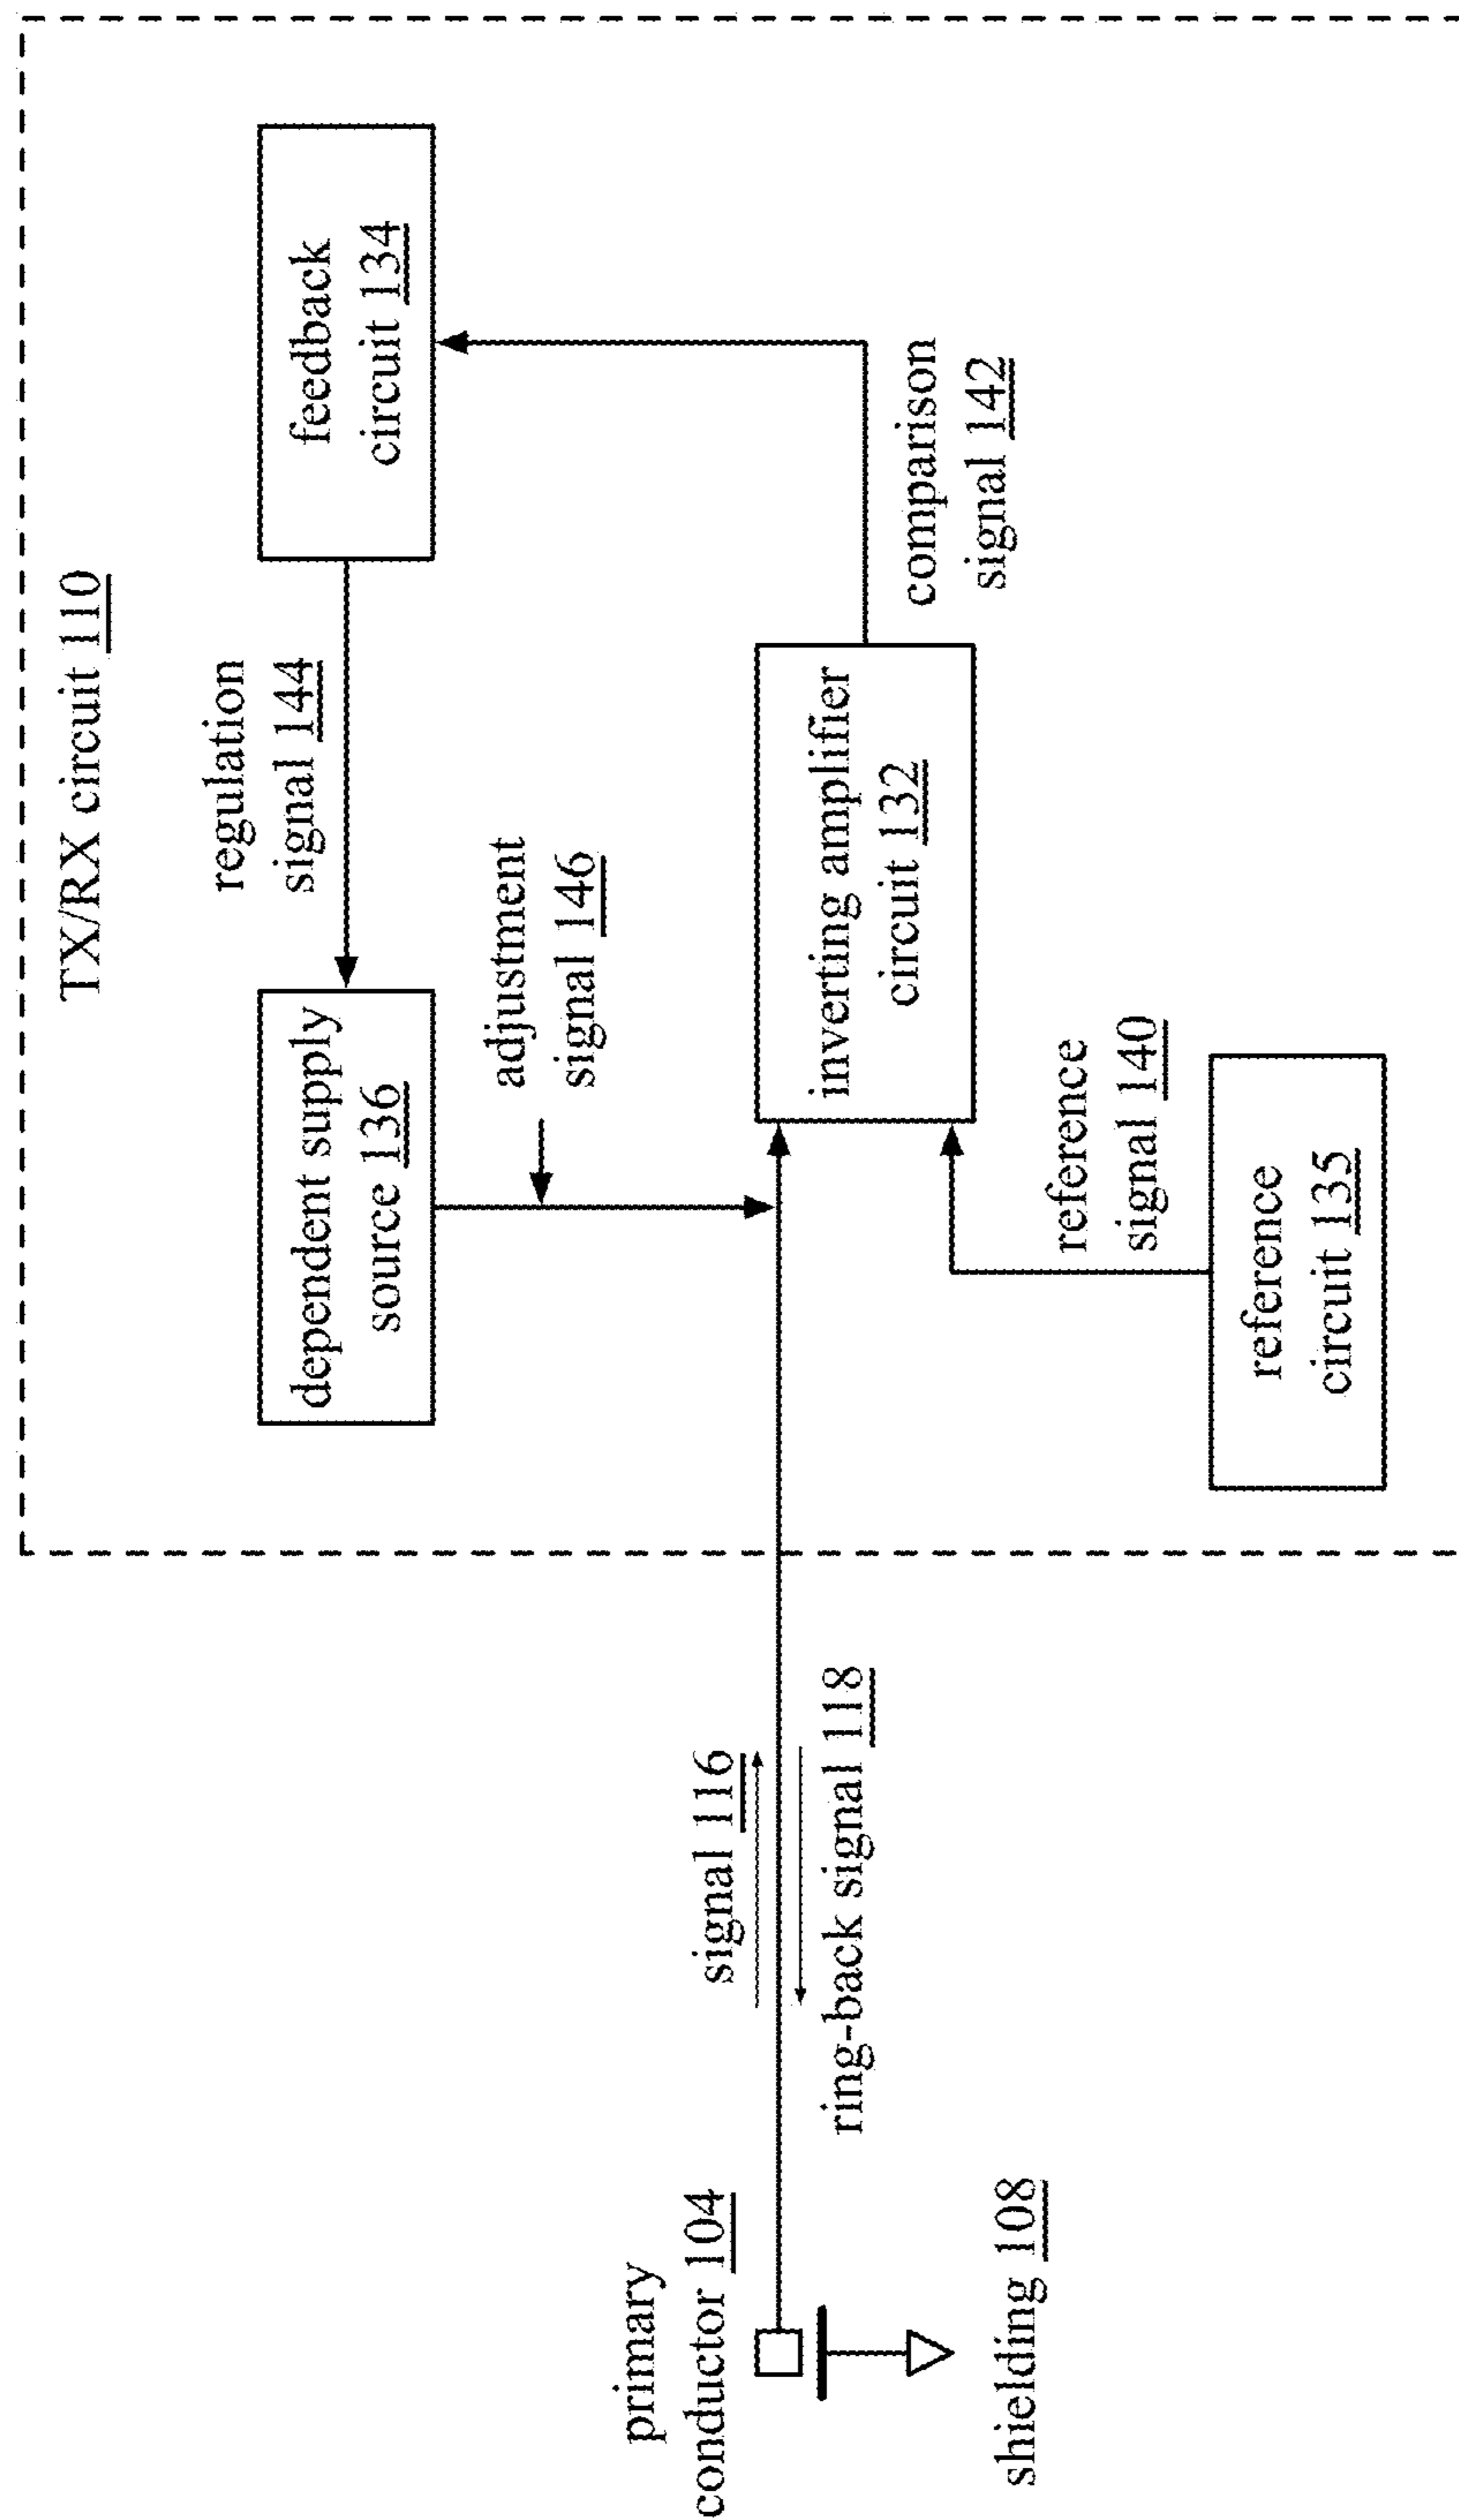 TX/RX circuit 110
regulation
signal 144
dependent supply
source 136
feedback
circuit 134
adjustment
signal 146
primary
conductor 104
signal 116
ring-back signal 118
shielding 108
inverting amplifier
circuit 132
comparison
signal 142
reference
signal 140
reference
circuit 135